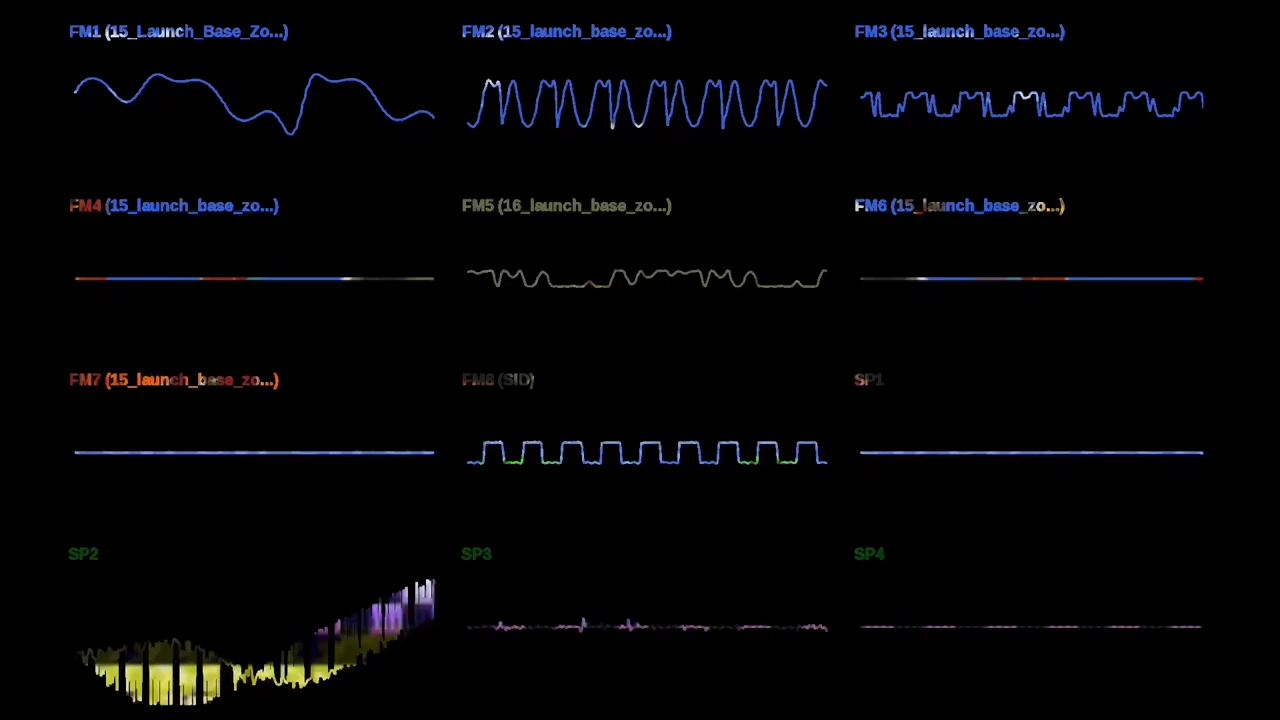 FM1 (15_Launch_Base_Zo...)
FM2 (15_launch_base_zo...)
FM3 (15_launch_base_zo...)
FM4 (15_launch_base_zo...)
FM5 (16_launch_base_zo...)
FM6 (15_launch_base_zo...)
FM7 (15_launch_base_zo...)
FM8 (SID)
SP1
SP2
SP3
SP4